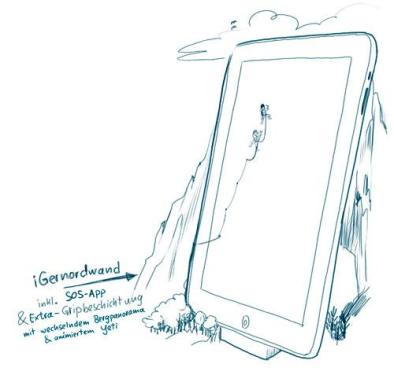 iGernordwand
inkl. SOS-App
& Extra-Gripbeschichtung
mit wechselndem Bergpanorama
& animiertem Yeti